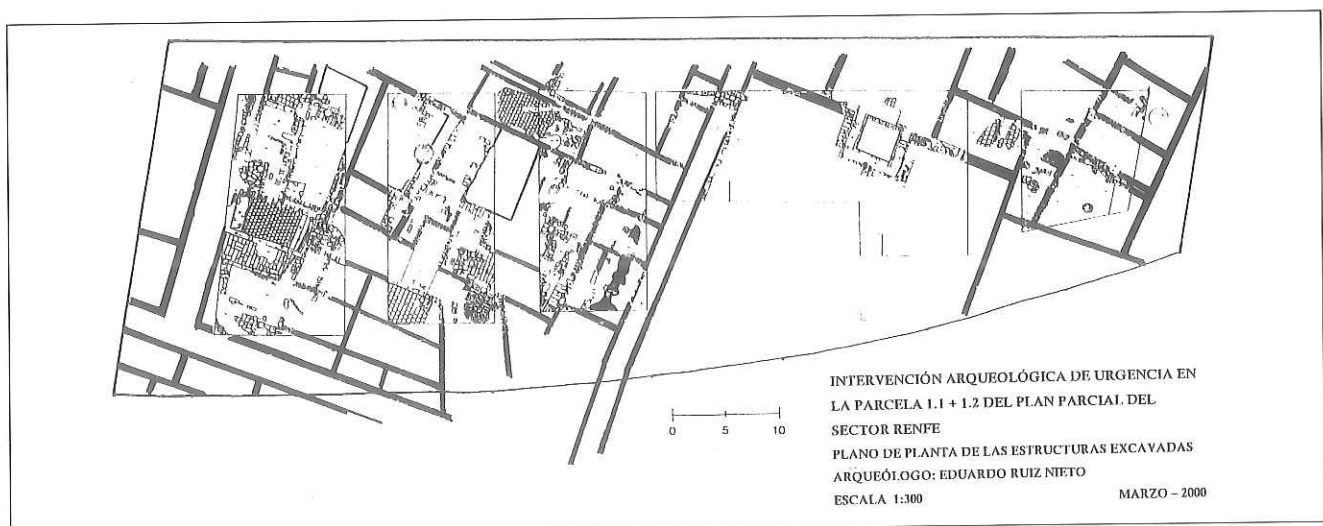 0 5 10
INTERVENCIÓN ARQUEOLÓGICA DE URGENCIA EN
LA PARCELA 1.1 + 1.2 DEL PLAN PARCIAL DEL
SECTOR RENFE
PLANO DE PLANTA DE LAS ESTRUCTURAS EXCAVADAS
ARQUEÓLOGO: EDUARDO RUIZ NIETO
ESCALA 1:300 MARZO – 2000